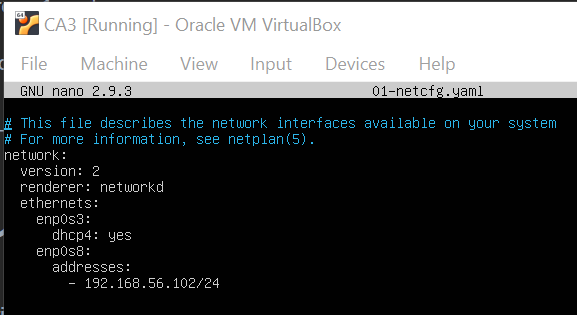 64
CA3 [Running] - Oracle VM VirtualBox
File Machine View Input Devices Help
GNU nano 2.9.3 01-netcfg.yaml
# This file describes the network interfaces available on your system
# For more information, see netplan(5).
network:
  version: 2
  renderer: networkd
  ethernets:
    enp0s3:
      dhcp4: yes
    enp0s8:
      addresses:
        - 192.168.56.102/24